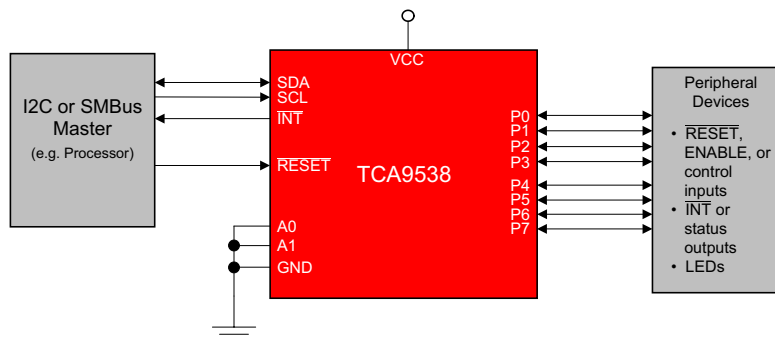 VCC
I2C or SMBus
Master
(e.g. Processor)
SDA
SCL
INT
RESET
A0
A1
GND
TCA9538
P0
P1
P2
P3
P4
P5
P6
P7
Peripheral
Devices
• RESET,
ENABLE, or
control
inputs
• INT or
status
outputs
• LEDs